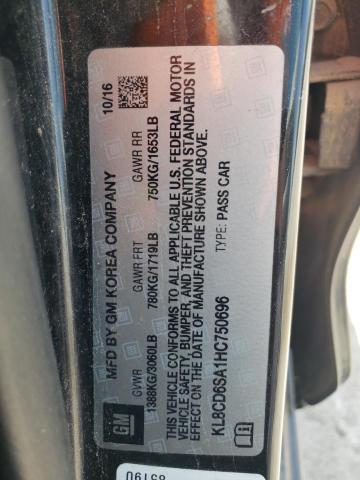 MFD BY GM KOREA COMPANY 10/16
GVWR GAWR FRT GAWR RR
1388KG/3060LB 780KG/1719LB 750KG/1653LB
THIS VEHICLE CONFORMS TO ALL APPLICABLE U.S. FEDERAL MOTOR
VEHICLE SAFETY, BUMPER, AND THEFT PREVENTION STANDARDS IN
EFFECT ON THE DATE OF MANUFACTURE SHOWN ABOVE.
KL8CD6SA1HC750696 TYPE: PASS CAR
GM